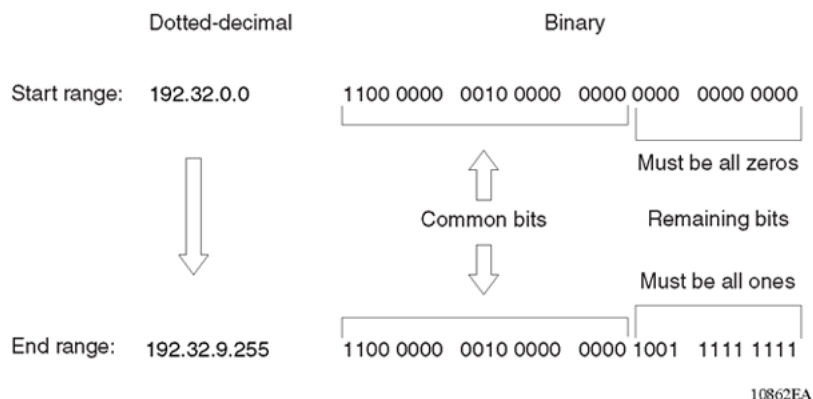 Dotted-decimal Binary
Start range: 192.32.0.0 1100 0000 0010 0000 0000 0000 0000 0000
Must be all zeros
Common bits Remaining bits
Must be all ones
End range: 192.32.9.255 1100 0000 0010 0000 0000 1001 1111 1111
10862EA